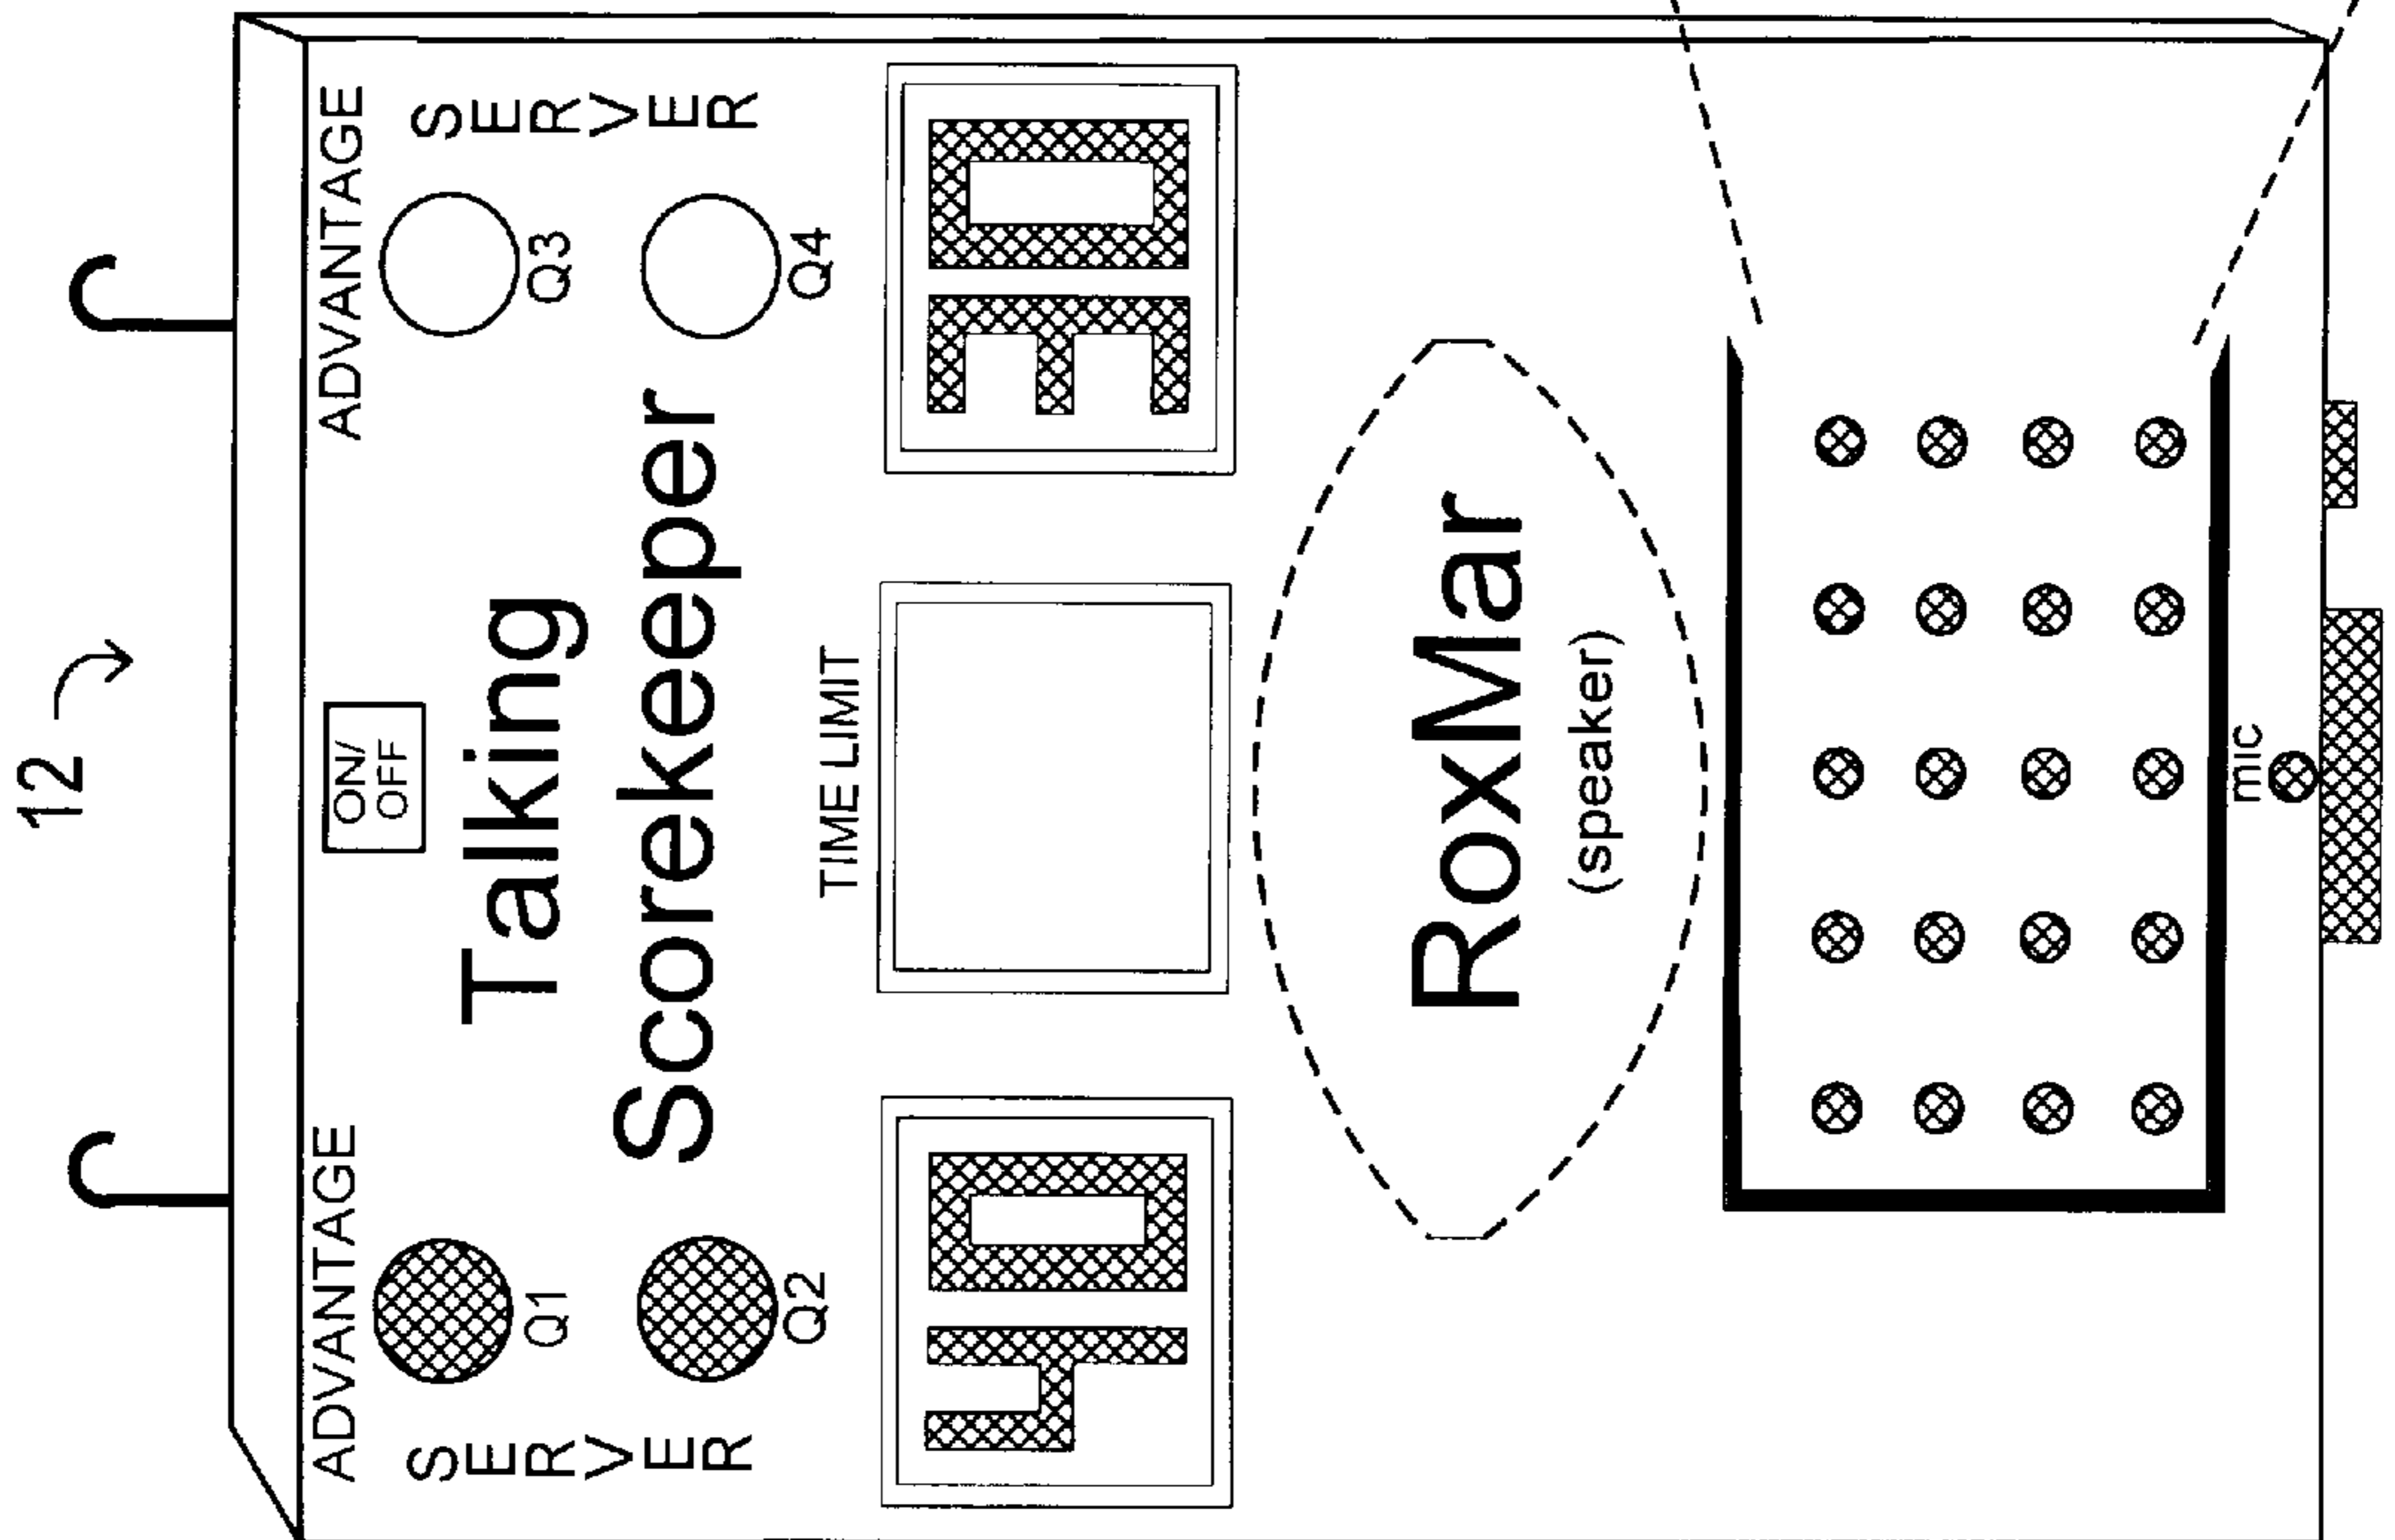 12
ON/
OFF
ADVANTAGE
ADVANTAGE
SERVER
Q1
Talking
Q3
SERVER
Scorekeeper
Q2
Q4
TIME LIMIT
40
30
RoxMar
(speaker)
mic